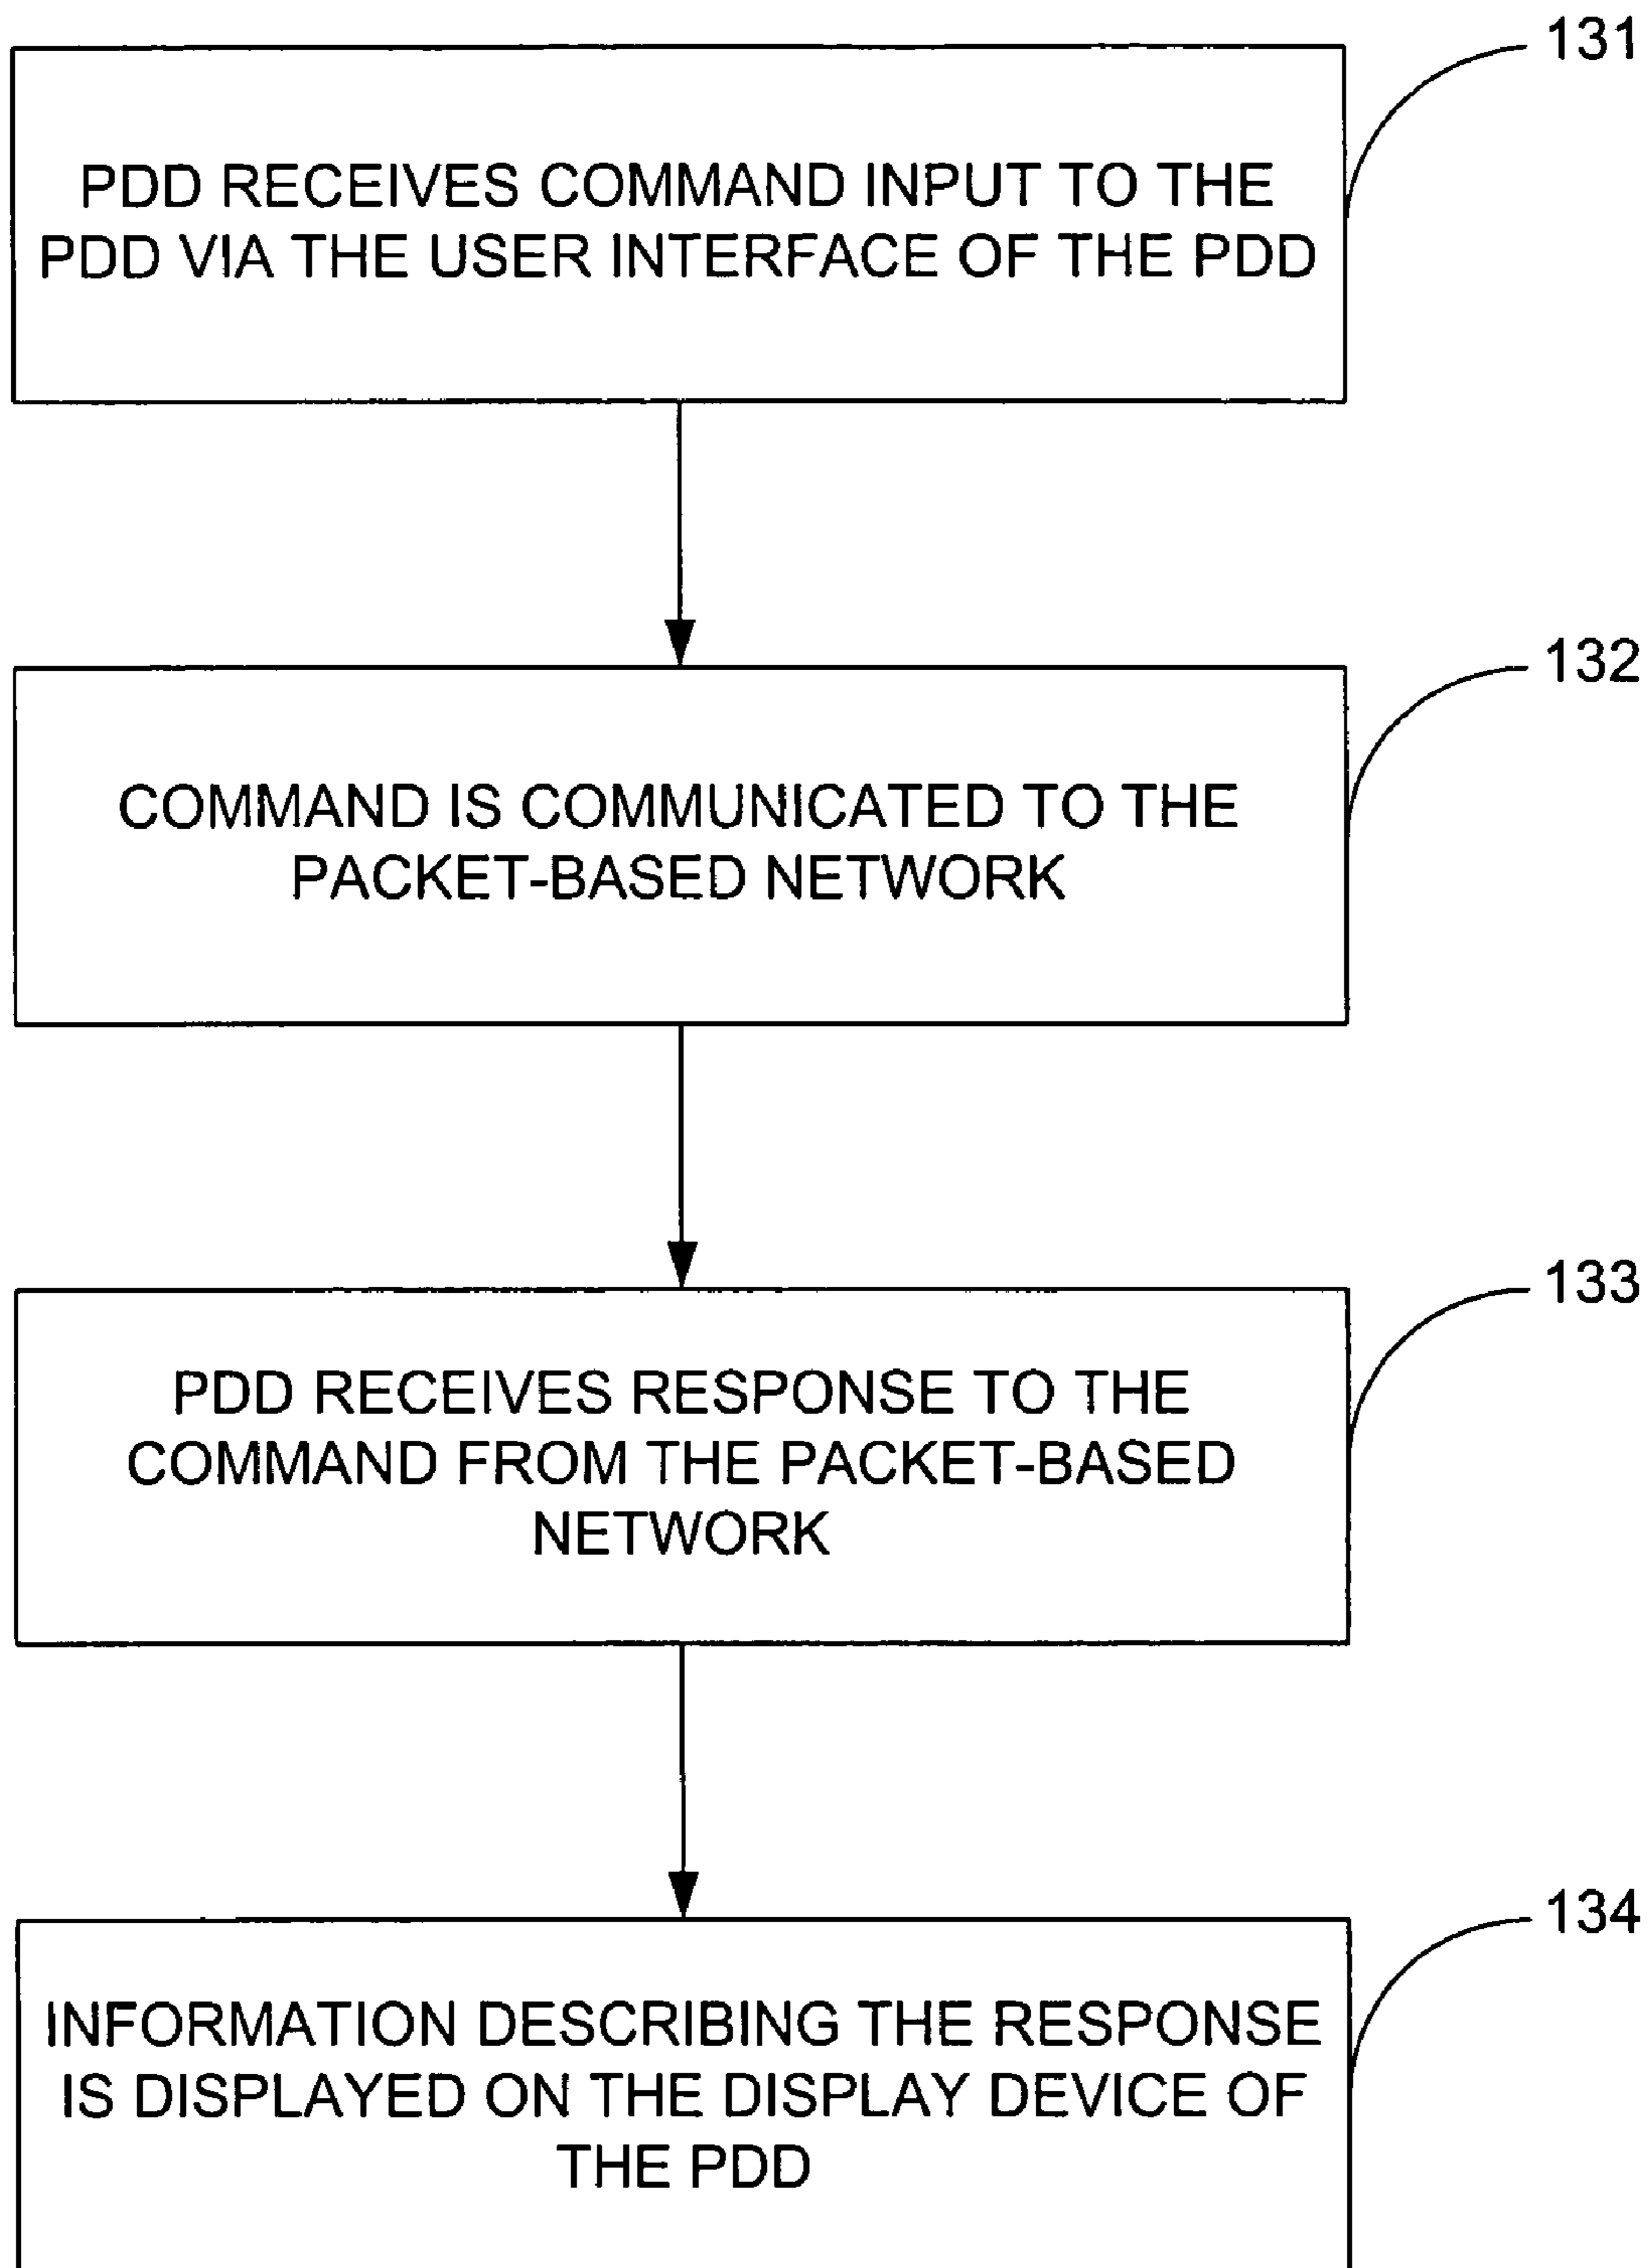 131
PDD RECEIVES COMMAND INPUT TO THE
PDD VIA THE USER INTERFACE OF THE PDD
132
COMMAND IS COMMUNICATED TO THE
PACKET-BASED NETWORK
133
PDD RECEIVES RESPONSE TO THE
COMMAND FROM THE PACKET-BASED
NETWORK
134
INFORMATION DESCRIBING THE RESPONSE
IS DISPLAYED ON THE DISPLAY DEVICE OF
THE PDD